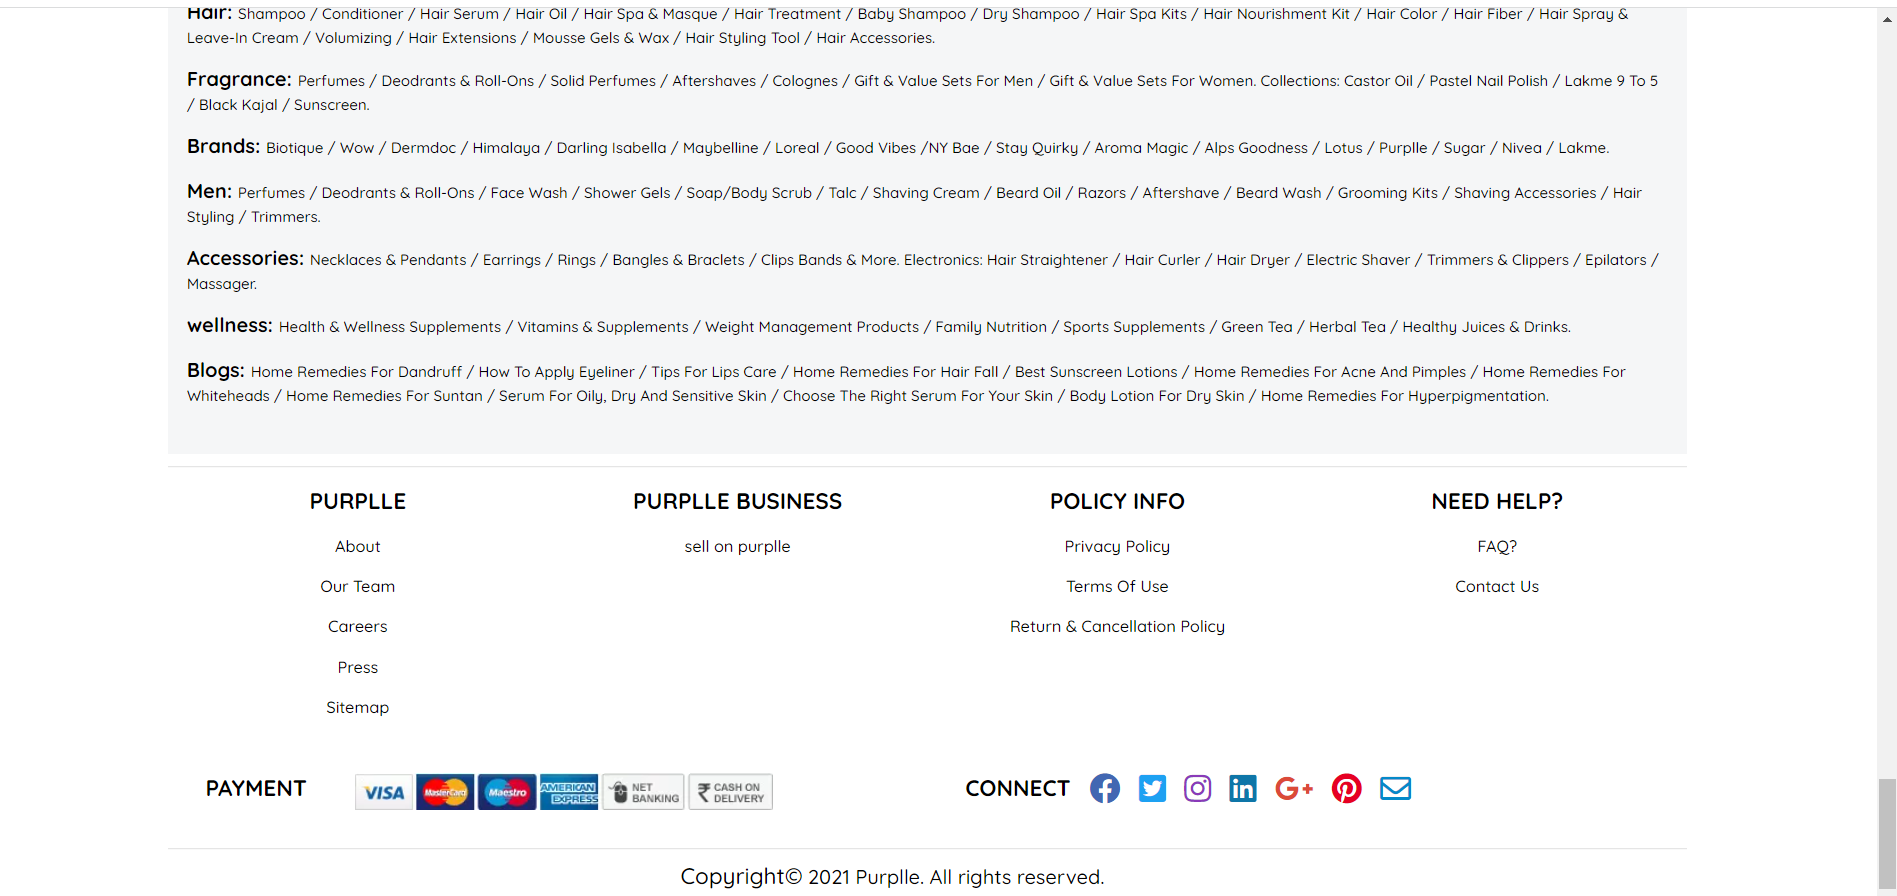 Hair: Shampoo / Conditioner / Hair Serum / Hair Oil / Hair Spa & Masque / Hair Treatment / Baby Shampoo / Dry Shampoo / Hair Spa Kits / Hair Nourishment Kit / Hair Color / Hair Fiber / Hair Spray &
Leave-In Cream / Volumizing / Hair Extensions / Mousse Gels & Wax / Hair Styling Tool / Hair Accessories.
Fragrance: Perfumes / Deodrants & Roll-Ons / Solid Perfumes / Aftershaves / Colognes / Gift & Value Sets For Men / Gift & Value Sets For Women. Collections: Castor Oil / Pastel Nail Polish / Lakme 9 To 5
/ Black Kajal / Sunscreen.
Brands: Biotique / Wow / Dermdoc / Himalaya / Darling Isabella / Maybelline / Loreal / Good Vibes /NY Bae / Stay Quirky / Aroma Magic / Alps Goodness / Lotus / Purplle / Sugar / Nivea / Lakme.
Men: Perfumes / Deodrants & Roll-Ons / Face Wash / Shower Gels / Soap/Body Scrub / Talc / Shaving Cream / Beard Oil / Razors / Aftershave / Beard Wash / Grooming Kits / Shaving Accessories / Hair
Styling / Trimmers.
Accessories: Necklaces & Pendants / Earrings / Rings / Bangles & Braclets / Clips Bands & More. Electronics: Hair Straightener / Hair Curler / Hair Dryer / Electric Shaver / Trimmers & Clippers / Epilators /
Massager.
wellness: Health & Wellness Supplements / Vitamins & Supplements / Weight Management Products / Family Nutrition / Sports Supplements / Green Tea / Herbal Tea / Healthy Juices & Drinks.
Blogs: Home Remedies For Dandruff / How To Apply Eyeliner / Tips For Lips Care / Home Remedies For Hair Fall / Best Sunscreen Lotions / Home Remedies For Acne And Pimples / Home Remedies For
Whiteheads / Home Remedies For Suntan / Serum For Oily, Dry And Sensitive Skin / Choose The Right Serum For Your Skin / Body Lotion For Dry Skin / Home Remedies For Hyperpigmentation.
PURPLLE
About
Our Team
Careers
Press
Sitemap
PURPLLE BUSINESS
sell on purplle
POLICY INFO
Privacy Policy
Terms Of Use
Return & Cancellation Policy
NEED HELP?
FAQ?
Contact Us
PAYMENT
VISA
MasterCard
Maestro
AMERICAN
EXPRESS
NET
BANKING
₹ CASH ON
DELIVERY
CONNECT
G+
Copyright© 2021 Purplle. All rights reserved.